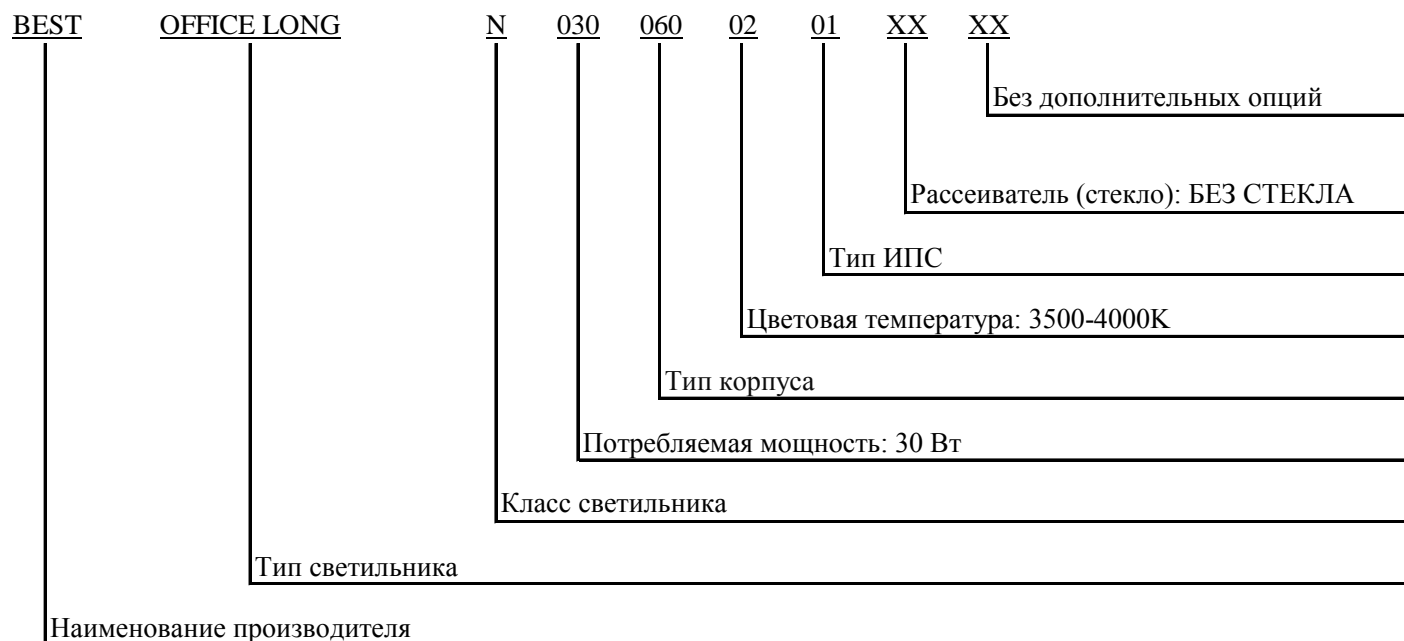 BEST OFFICE LONG N 030 060 02 01 XX XX
Без дополнительных опций
Рассеиватель (стекло): БЕЗ СТЕКЛА
Тип ИПС
Цветовая температура: 3500-4000K
Тип корпуса
Потребляемая мощность: 30 Вт
Класс светильника
Тип светильника
Наименование производителя